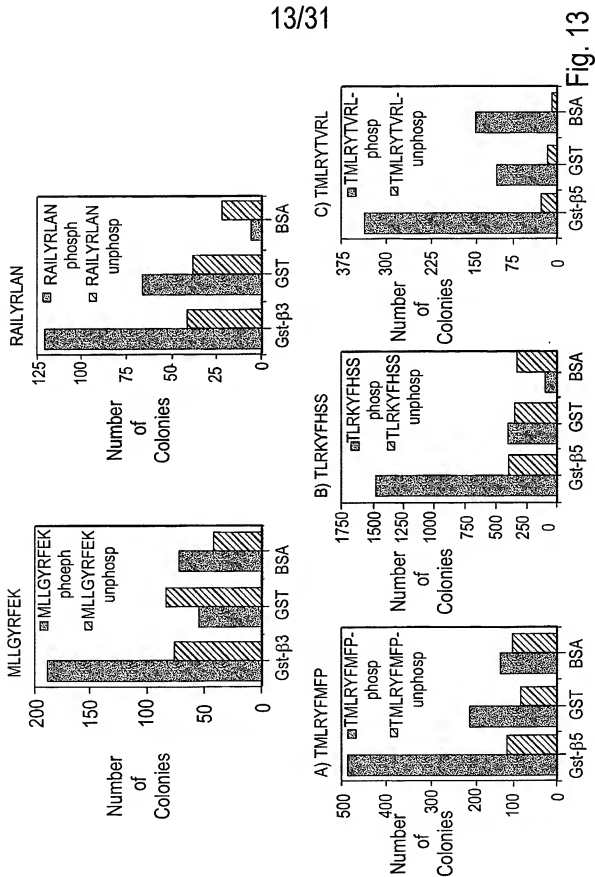 13/31
MLLGYRFEK
Number
of
Colonies
200
150
100
50
0
MLLGYRFEK
phoeph
MLLGYRFEK
unphosp
Gst-β3
GST
BSA
RAILYRLAN
Number
of
Colonies
125
100
75
50
25
0
RAILYRLAN
phosph
RAILYRLAN
unphosp
Gst-β3
GST
BSA
A) TMLRYFMFP
Number
of
Colonies
500
400
300
200
100
0
TMLRYFMFP-
phosp
TMLRYFMFP-
unphosp
Gst-β5
GST
BSA
B) TLRKYFHSS
Number
of
Colonies
1750
1500
1250
1000
750
500
250
0
TLRKYFHSS
phosp
TLRKYFHSS
unphosp
Gst-β5
GST
BSA
C) TMLRYTVRL
Number
of
Colonies
375
300
225
150
75
0
TMLRYTVRL-
phosp
TMLRYTVRL-
unphosp
Gst-β5
GST
BSA
Fig. 13